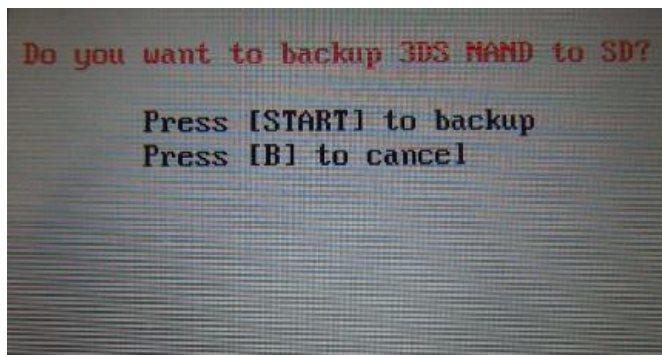 Do you want to backup 3DS NAND to SD?
Press [START] to backup
Press [B] to cancel